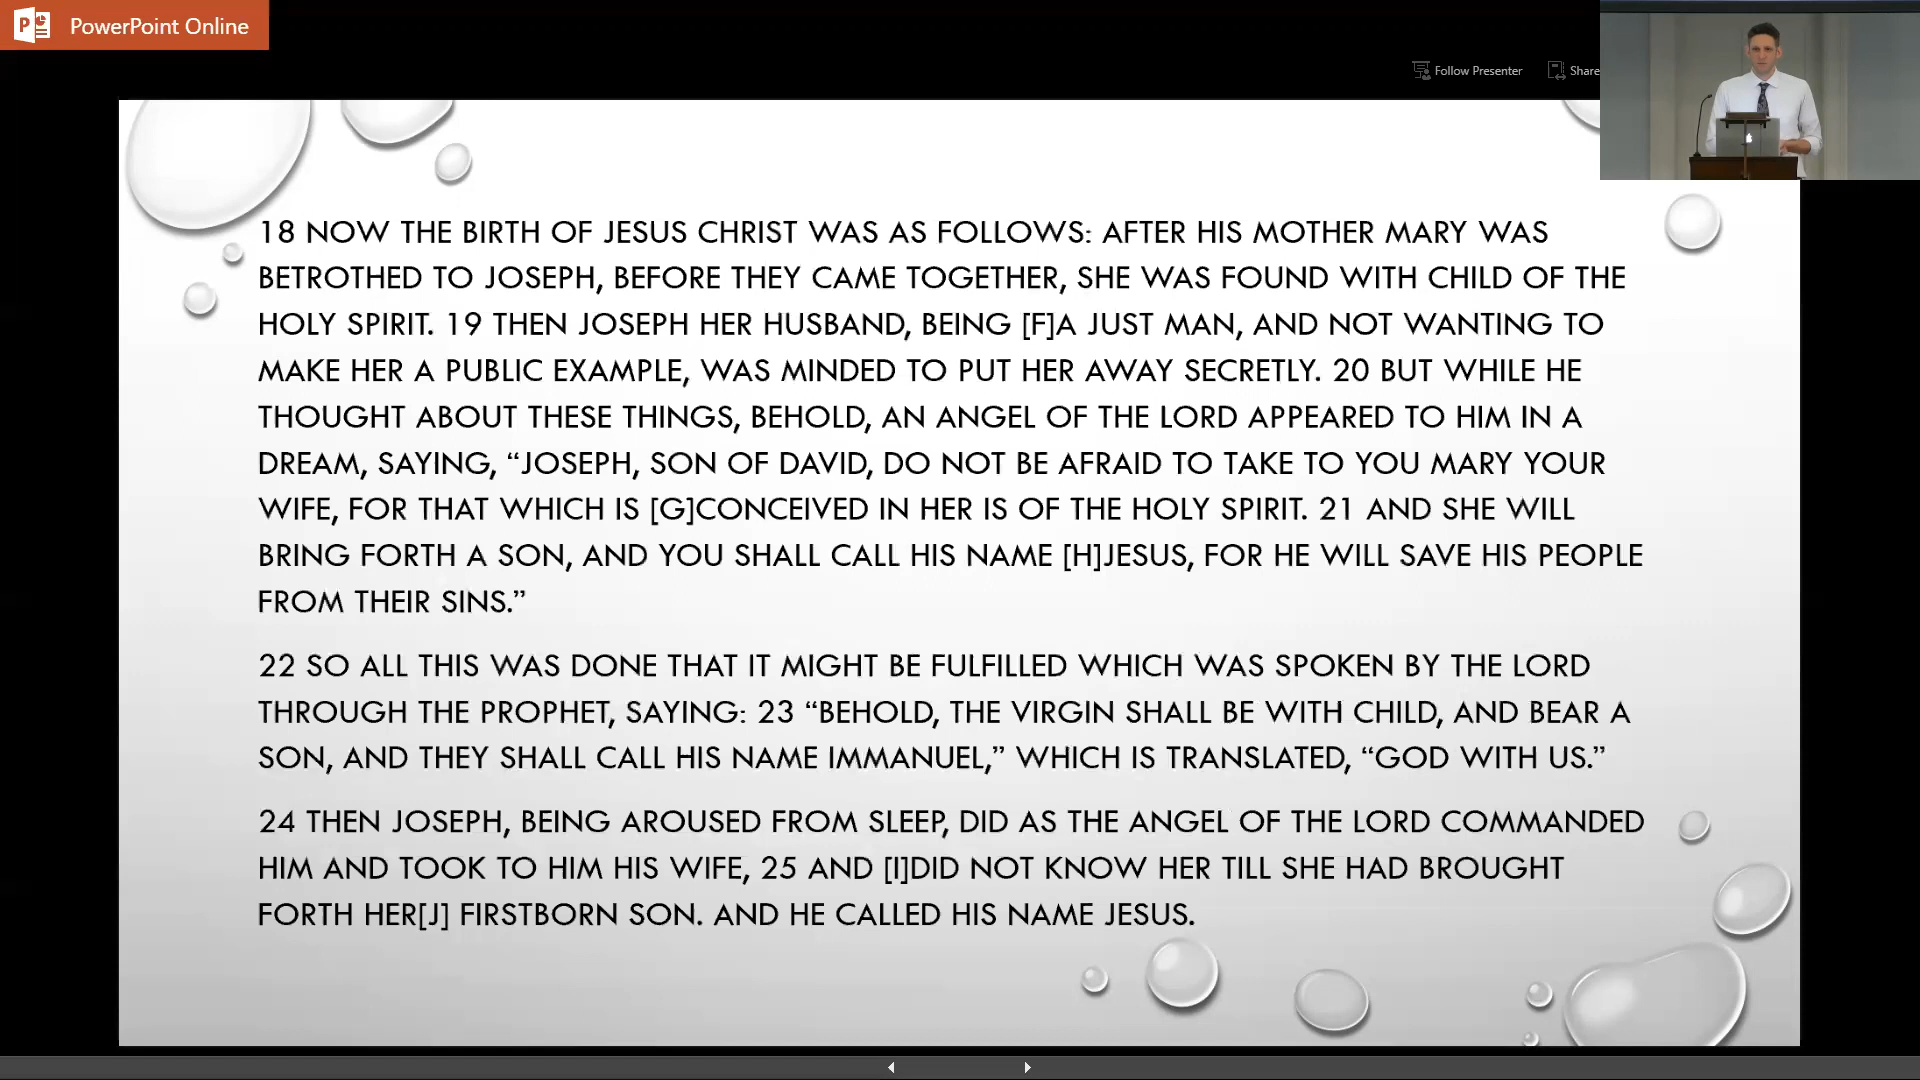 PowerPoint Online
Follow Presenter
Share
18 NOW THE BIRTH OF JESUS CHRIST WAS AS FOLLOWS: AFTER HIS MOTHER MARY WAS
BETROTHED TO JOSEPH, BEFORE THEY CAME TOGETHER, SHE WAS FOUND WITH CHILD OF THE
HOLY SPIRIT. 19 THEN JOSEPH HER HUSBAND, BEING [F]A JUST MAN, AND NOT WANTING TO
MAKE HER A PUBLIC EXAMPLE, WAS MINDED TO PUT HER AWAY SECRETLY. 20 BUT WHILE HE
THOUGHT ABOUT THESE THINGS, BEHOLD, AN ANGEL OF THE LORD APPEARED TO HIM IN A
DREAM, SAYING, “JOSEPH, SON OF DAVID, DO NOT BE AFRAID TO TAKE TO YOU MARY YOUR
WIFE, FOR THAT WHICH IS [G]CONCEIVED IN HER IS OF THE HOLY SPIRIT. 21 AND SHE WILL
BRING FORTH A SON, AND YOU SHALL CALL HIS NAME [H]JESUS, FOR HE WILL SAVE HIS PEOPLE
FROM THEIR SINS.”
22 SO ALL THIS WAS DONE THAT IT MIGHT BE FULFILLED WHICH WAS SPOKEN BY THE LORD
THROUGH THE PROPHET, SAYING: 23 “BEHOLD, THE VIRGIN SHALL BE WITH CHILD, AND BEAR A
SON, AND THEY SHALL CALL HIS NAME IMMANUEL,” WHICH IS TRANSLATED, “GOD WITH US.”
24 THEN JOSEPH, BEING AROUSED FROM SLEEP, DID AS THE ANGEL OF THE LORD COMMANDED
HIM AND TOOK TO HIM HIS WIFE, 25 AND [I]DID NOT KNOW HER TILL SHE HAD BROUGHT
FORTH HER[J] FIRSTBORN SON. AND HE CALLED HIS NAME JESUS.